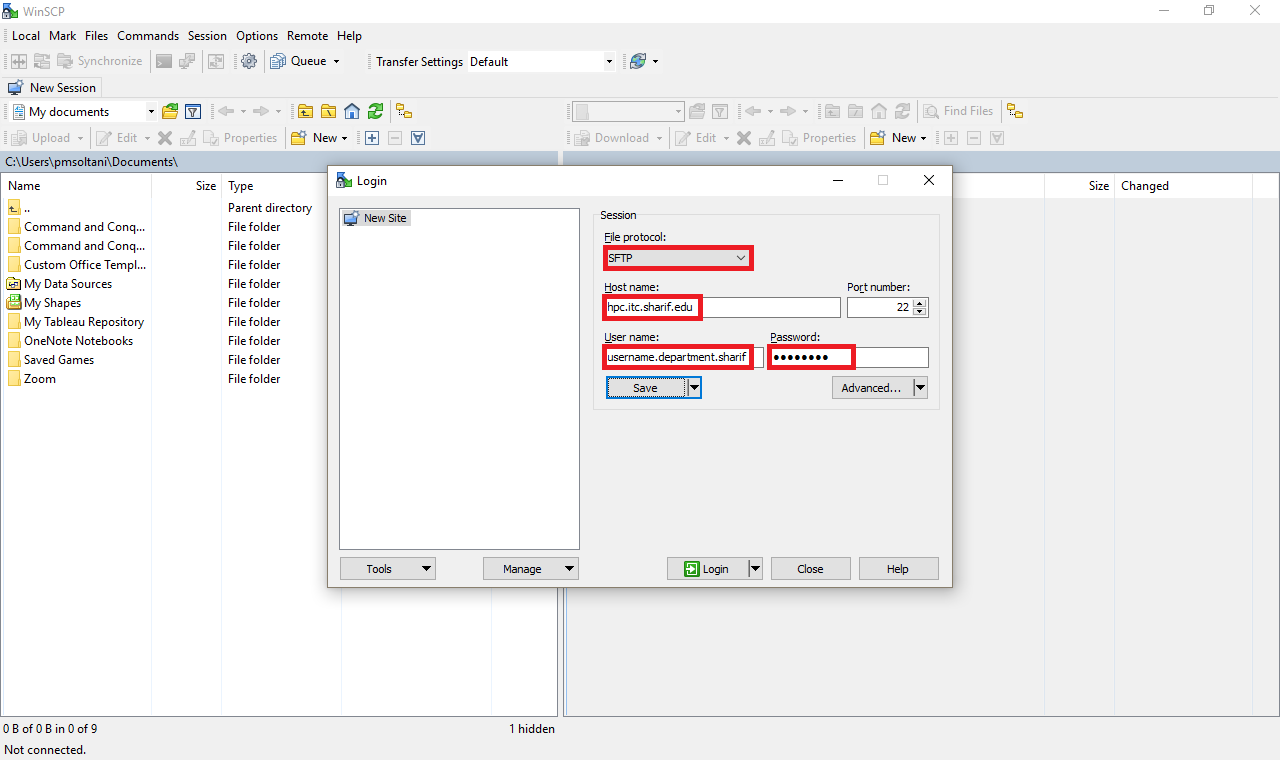 WinSCP
Local Mark Files Commands Session Options Remote Help
Synchronize Queue Transfer Settings Default
New Session
My documents Find Files
Upload Edit Properties New Download Edit Properties New
C:\Users\pmsoltani\Documents\
Name Size Type Size Changed
.. Parent directory
Command and Conq... File folder
Command and Conq... File folder
Custom Office Templ... File folder
My Data Sources File folder
My Shapes File folder
My Tableau Repository File folder
OneNote Notebooks File folder
Saved Games File folder
Zoom File folder
Login
New Site
Session
File protocol:
SFTP
Host name: Port number:
hpc.itc.sharif.edu 22
User name: Password:
username.department.sharif ●●●●●●●●
Save Advanced...
Tools Manage Login Close Help
0 B of 0 B in 0 of 9 1 hidden
Not connected.